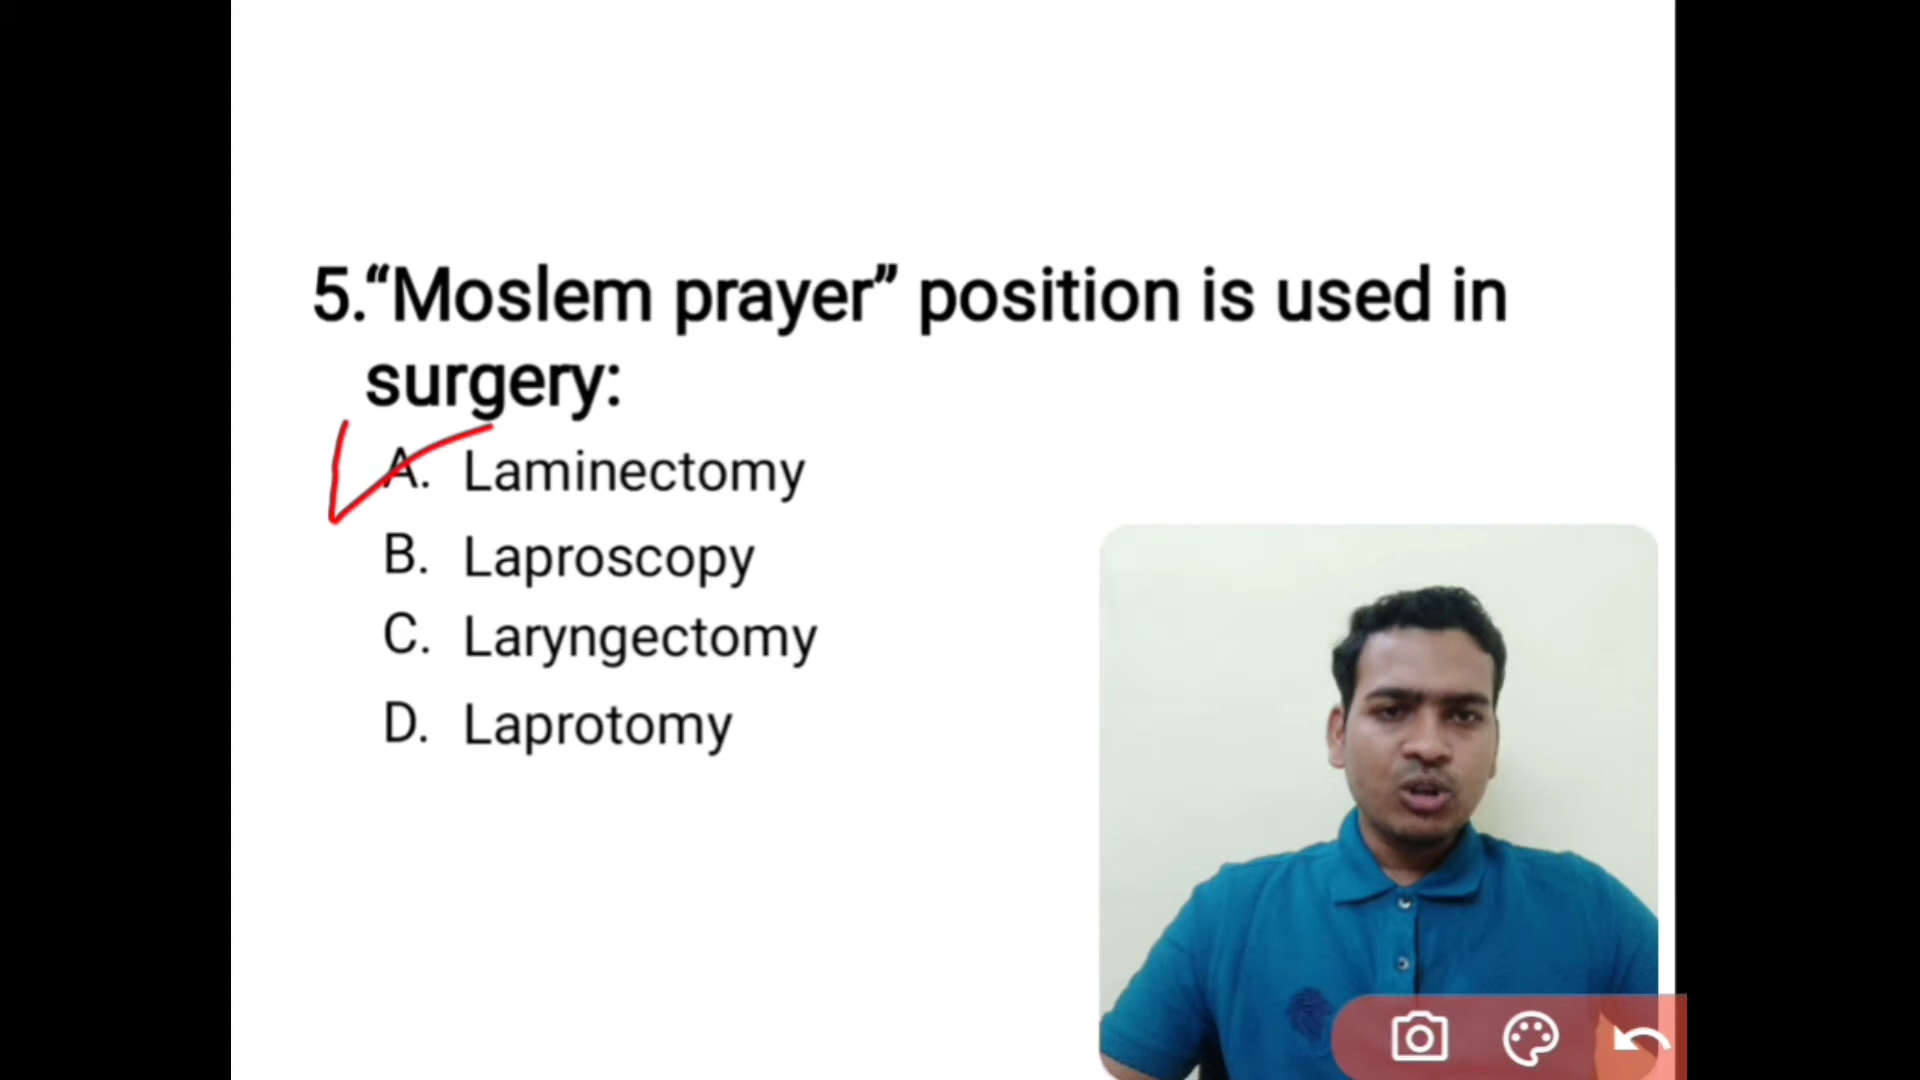 5.“Moslem prayer” position is used in
surgery:
A. Laminectomy
B. Laproscopy
C. Laryngectomy
D. Laprotomy